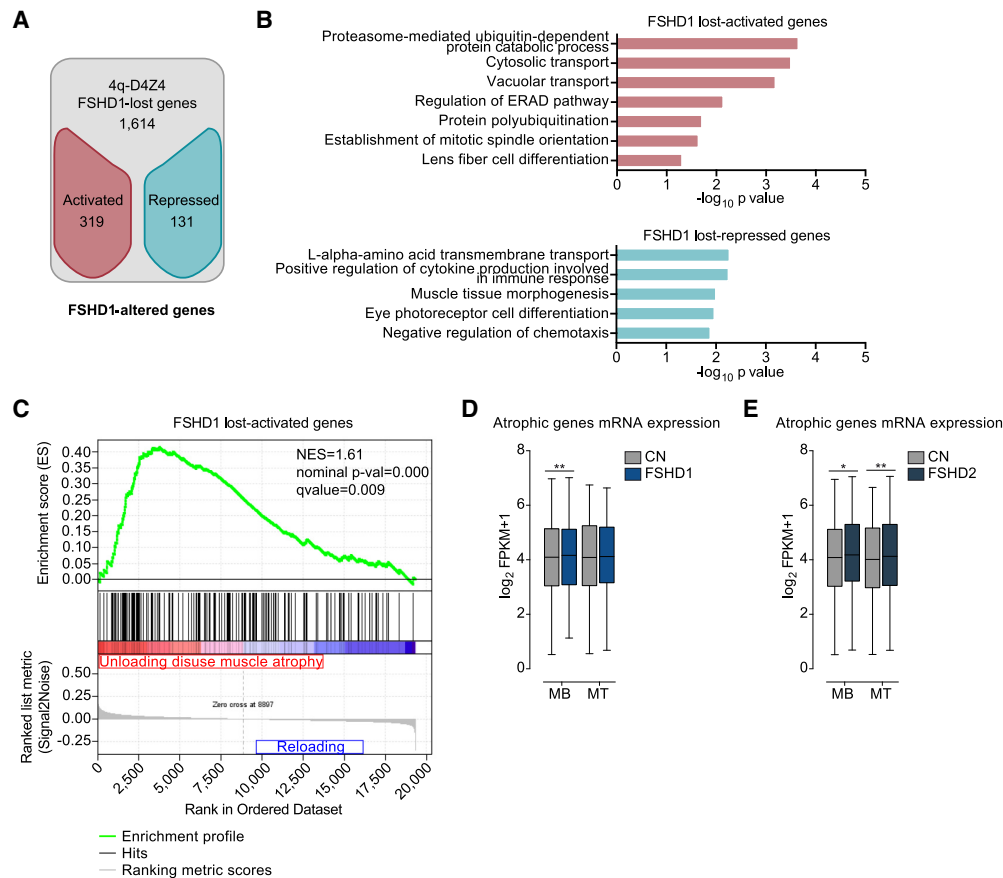 A
4q-D4Z4
FSHD1-lost genes
1,614
Activated
319
Repressed
131
FSHD1-altered genes
B
FSHD1 lost-activated genes
Proteasome-mediated ubiquitin-dependent
protein catabolic process
Cytosolic transport
Vacuolar transport
Regulation of ERAD pathway
Protein polyubiquitination
Establishment of mitotic spindle orientation
Lens fiber cell differentiation
0 1 2 3 4 5
-log10 p value
FSHD1 lost-repressed genes
L-alpha-amino acid transmembrane transport
Positive regulation of cytokine production involved
in immune response
Muscle tissue morphogenesis
Eye photoreceptor cell differentiation
Negative regulation of chemotaxis
0 1 2 3 4 5
-log10 p value
C
FSHD1 lost-activated genes
Enrichment score (ES)
0.40
0.35
0.30
0.25
0.20
0.15
0.10
0.05
0.00
NES=1.61
nominal p-val=0.000
qvalue=0.009
Unloading disuse muscle atrophy
Ranked list metric
(Signal2Noise)
0.50
0.25
0.00
-0.25
Zero cross at 8897
Reloading
0 2,500 5,000 7,500 10,000 12,500 15,000 17,500 20,000
Rank in Ordered Dataset
Enrichment profile
Hits
Ranking metric scores
D
Atrophic genes mRNA expression
CN
FSHD1
log2 FPKM+1
8
6
4
2
0
**
MB MT
E
Atrophic genes mRNA expression
CN
FSHD2
log2 FPKM+1
8
6
4
2
0
* **
MB MT